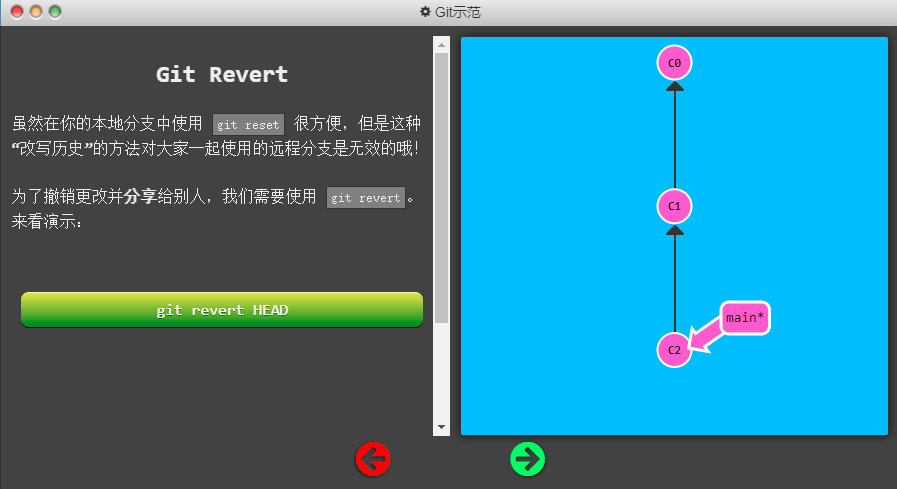 Git示范
Git Revert
虽然在你的本地分支中使用 git reset 很方便，但是这种
“改写历史”的方法对大家一起使用的远程分支是无效的哦！
为了撤销更改并分享给别人，我们需要使用 git revert。
来看演示：
git revert HEAD
C0
C1
main*
C2